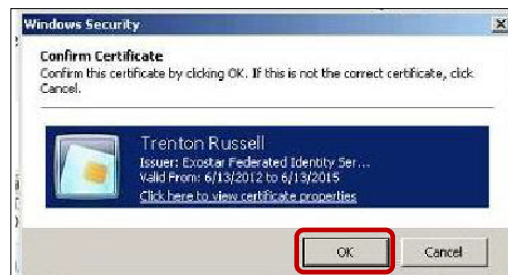 Windows Security
Confirm Certificate
Confirm this certificate by clicking OK. If this is not the correct certificate, click
Cancel.
Trenton Russell
Issuer: Exostar Federated Identity Ser...
Valid From: 6/13/2012 to 6/13/2015
Click here to view certificate properties
OK
Cancel